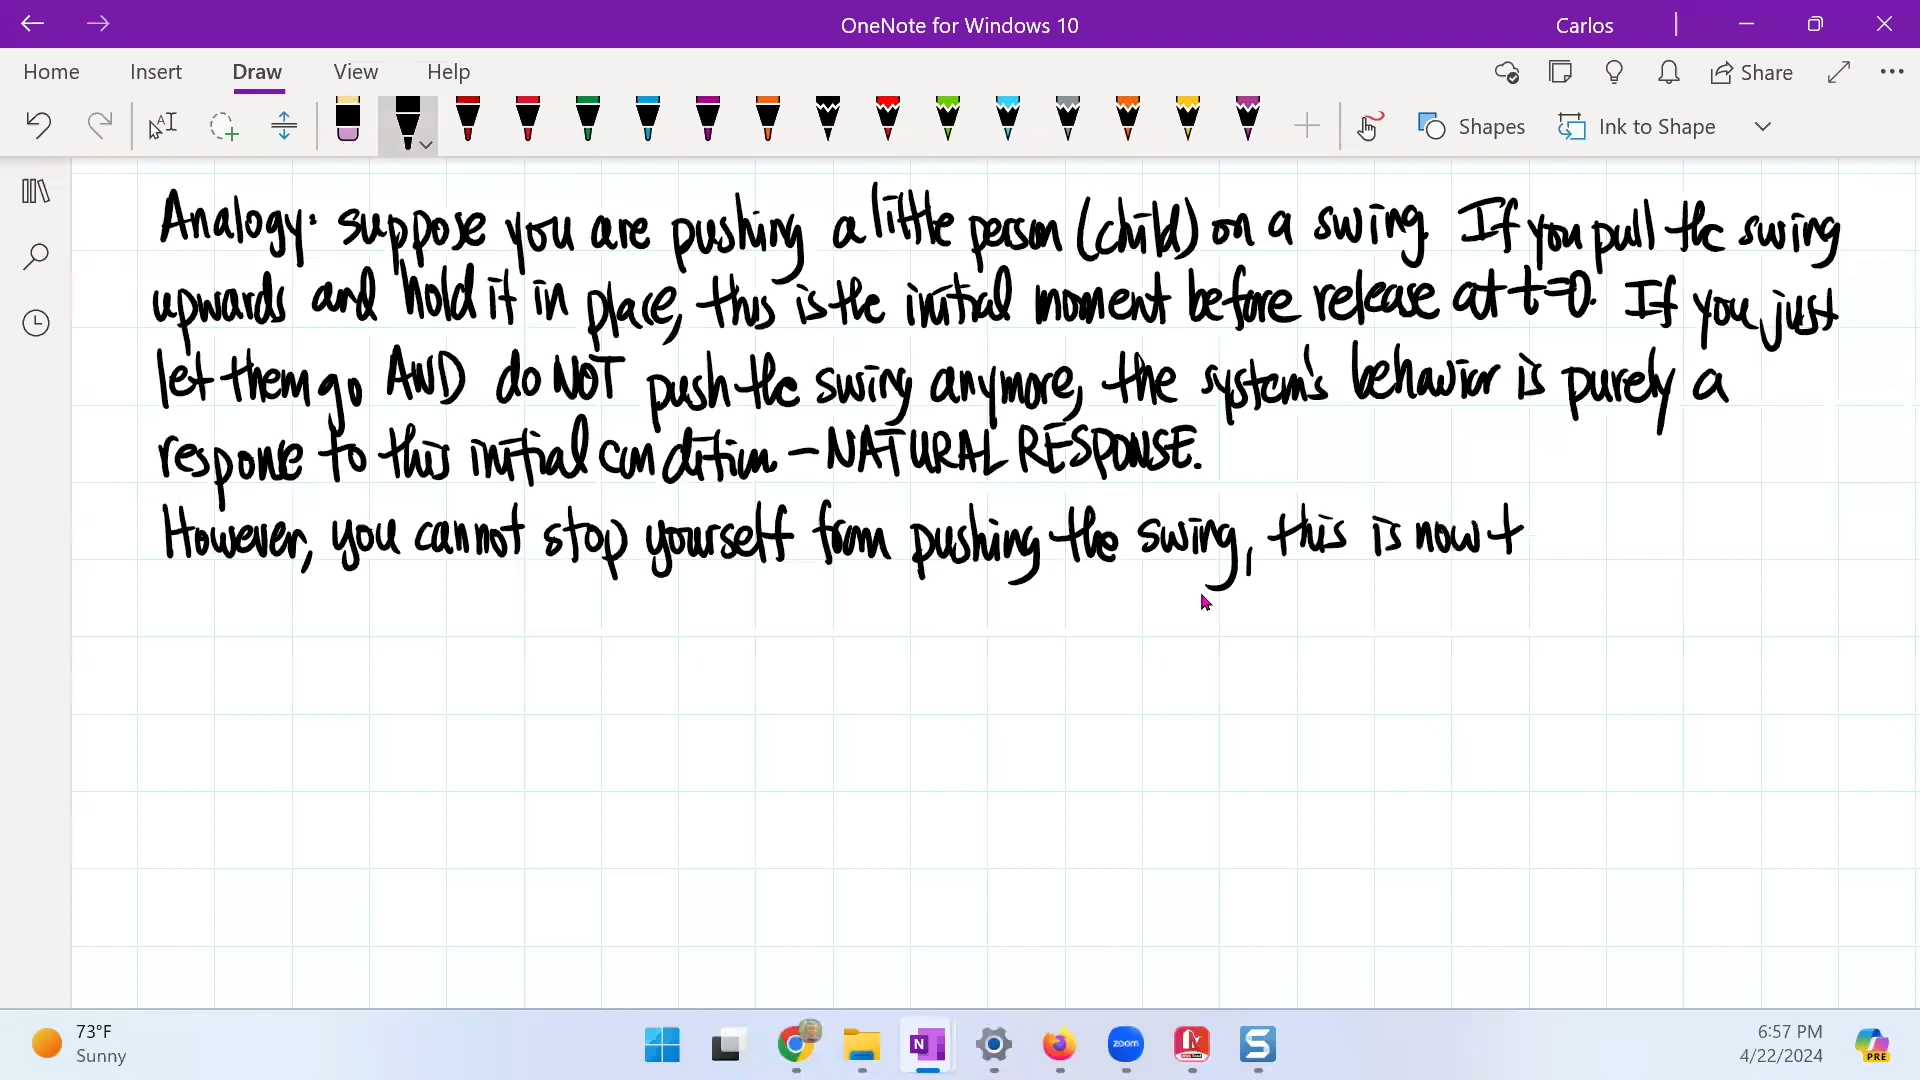 OneNote for Windows 10
Carlos
Home Insert Draw View Help
Share
Shapes
Ink to Shape
Analogy: suppose you are pushing a little person (child) on a swing. If you pull the swing
upwards and hold it in place, this is the initial moment before release at t=0. If you just
let them go AND do NOT push the swing anymore, the system's behavior is purely a
response to this initial condition - NATURAL RESPONSE.
However, you cannot stop yourself from pushing the swing, this is now t
73°F
Sunny
zoom
6:57 PM
4/22/2024
PRE